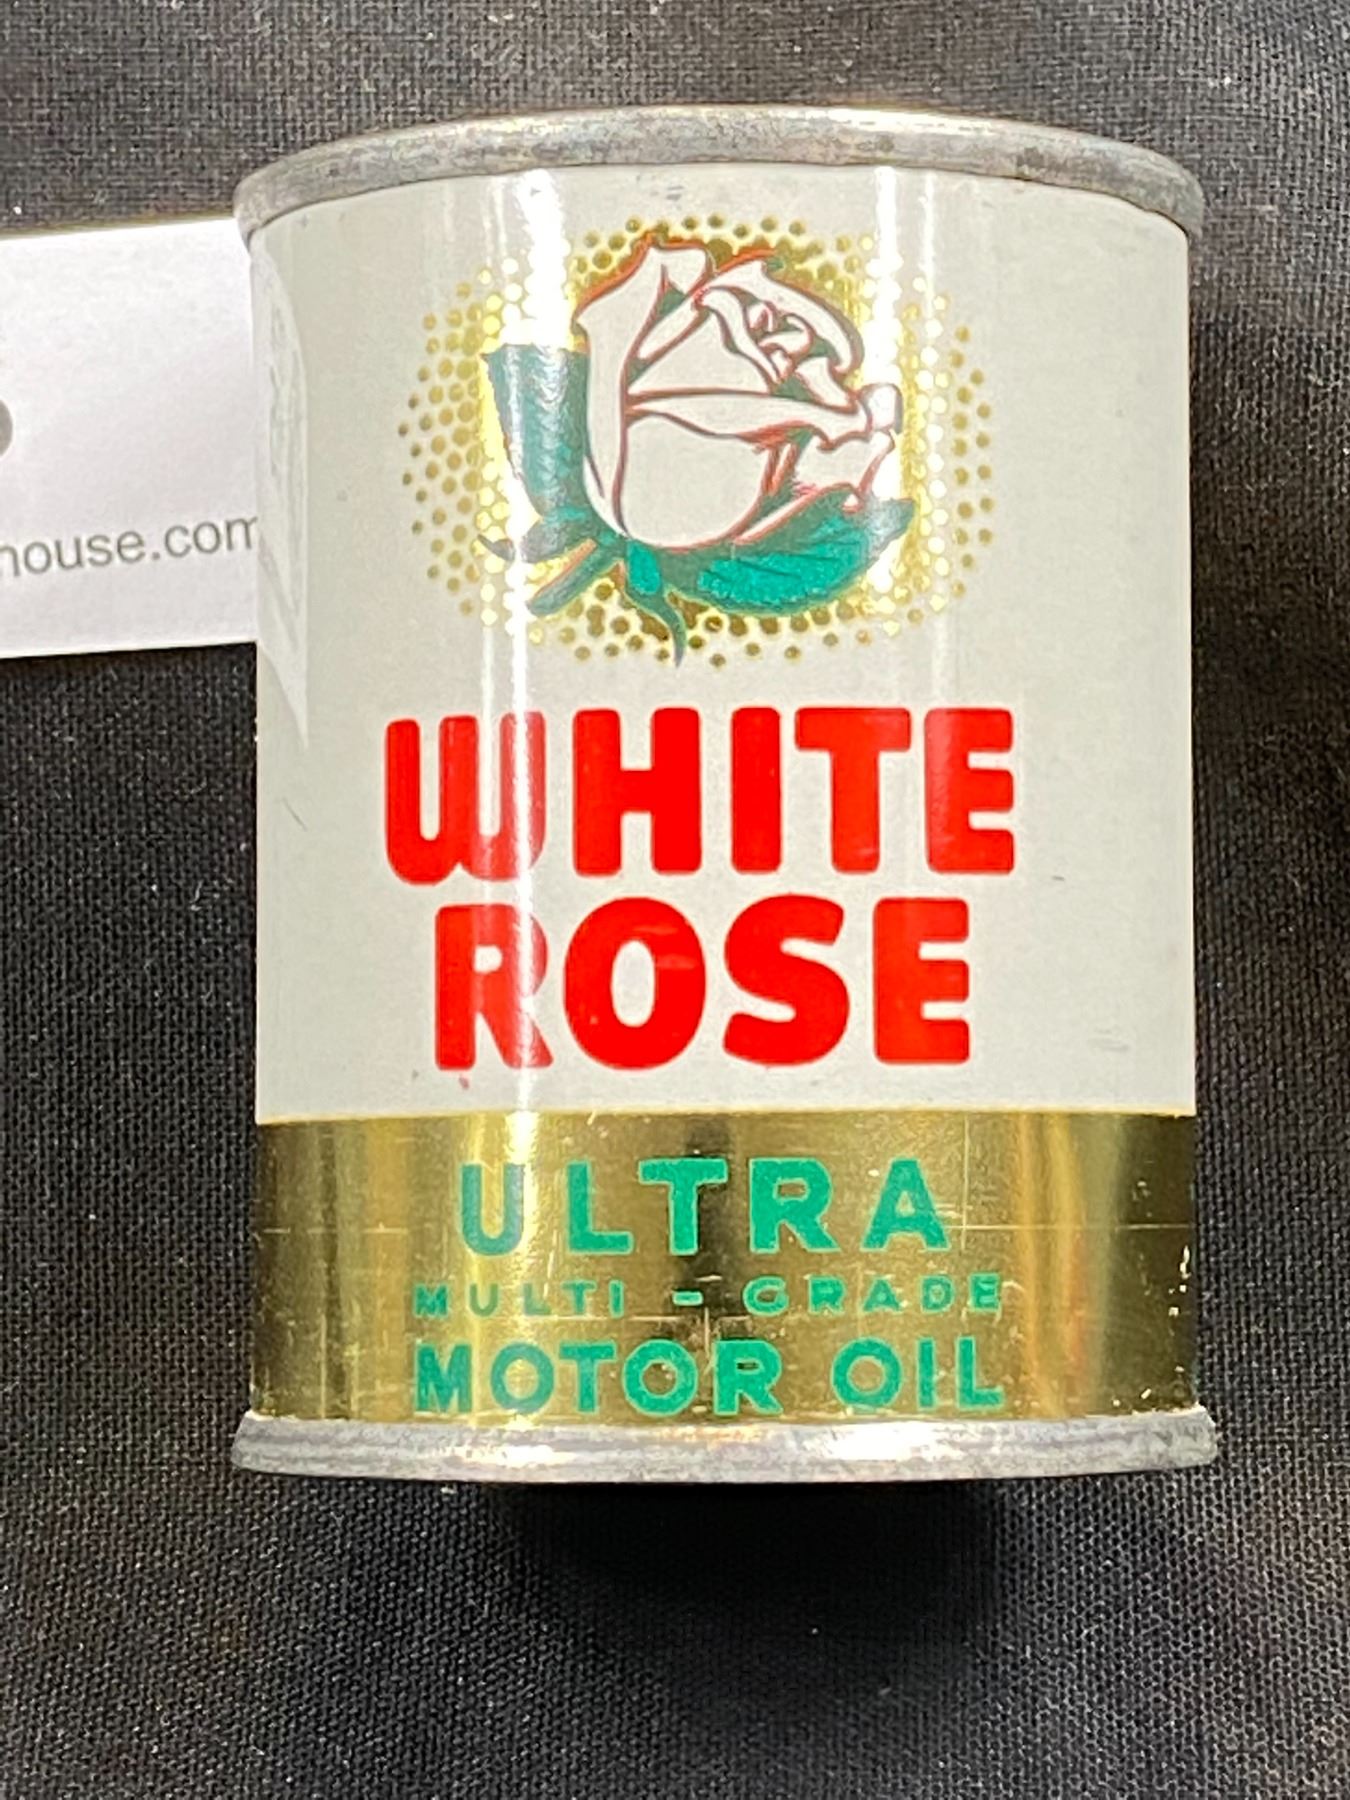 house.com
WHITE
ROSE
ULTRA
MULTI - GRADE
MOTOR OIL